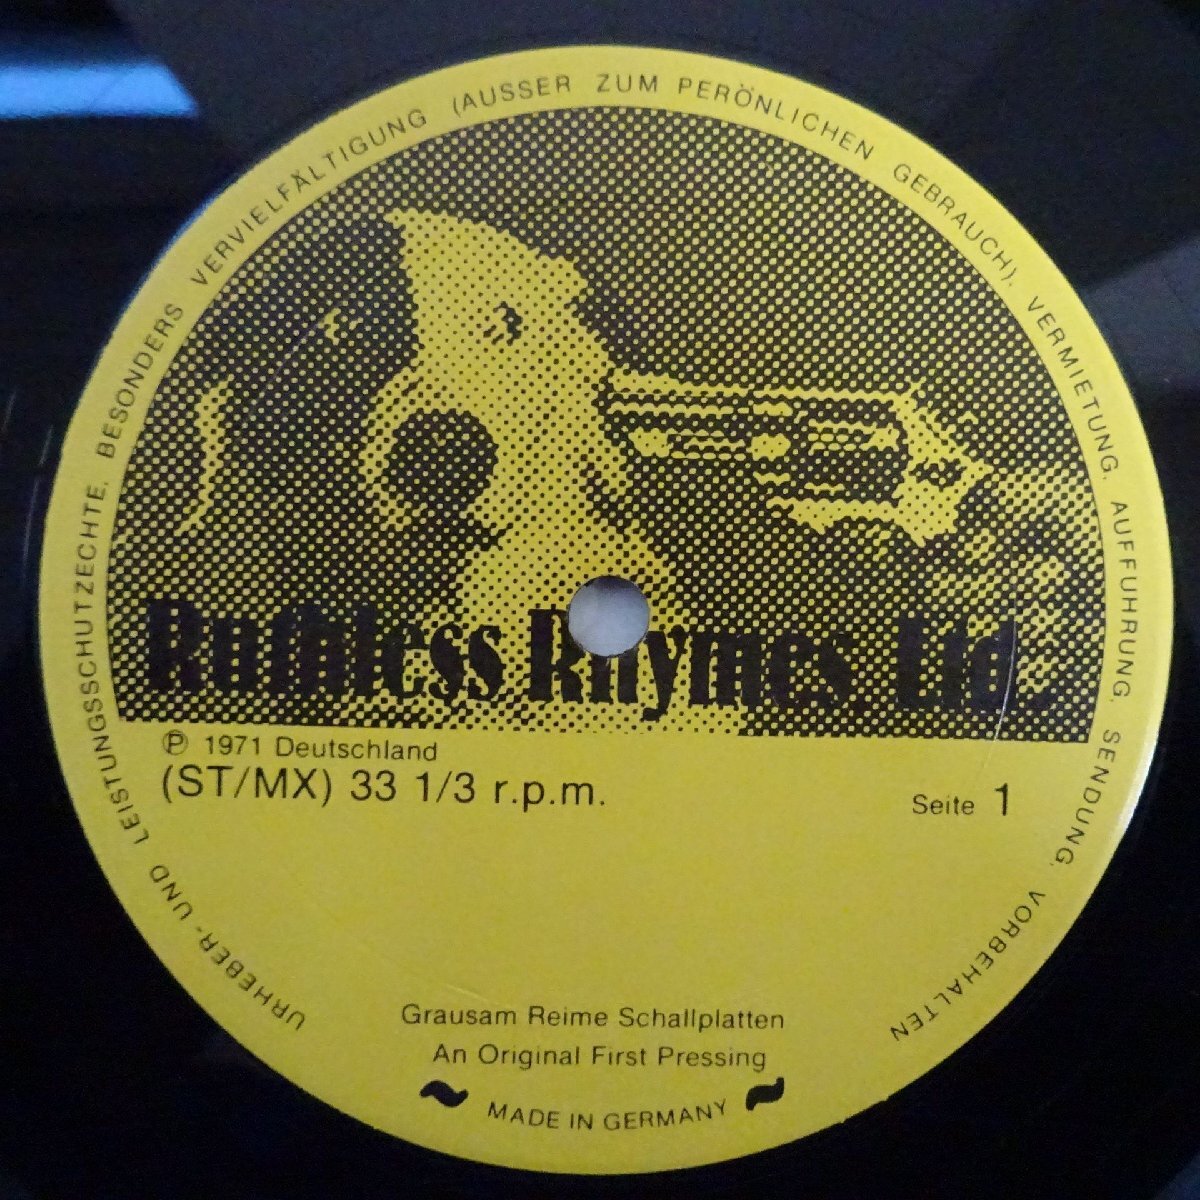 URHEBER- UND LEISTUNGSSCHUTZECHTE, BESONDERS VERVIELFÄLTIGUNG (AUSSER ZUM PERÖNLICHEN GEBRAUCH), VERMIETUNG, AUFFUHRUNG, SENDUNG, VORBEHALTEN
Ruthless Rhymes Ltd.
℗ 1971 Deutschland
(ST/MX) 33 1/3 r.p.m.
Seite 1
Grausam Reime Schallplatten
An Original First Pressing
~ MADE IN GERMANY ~